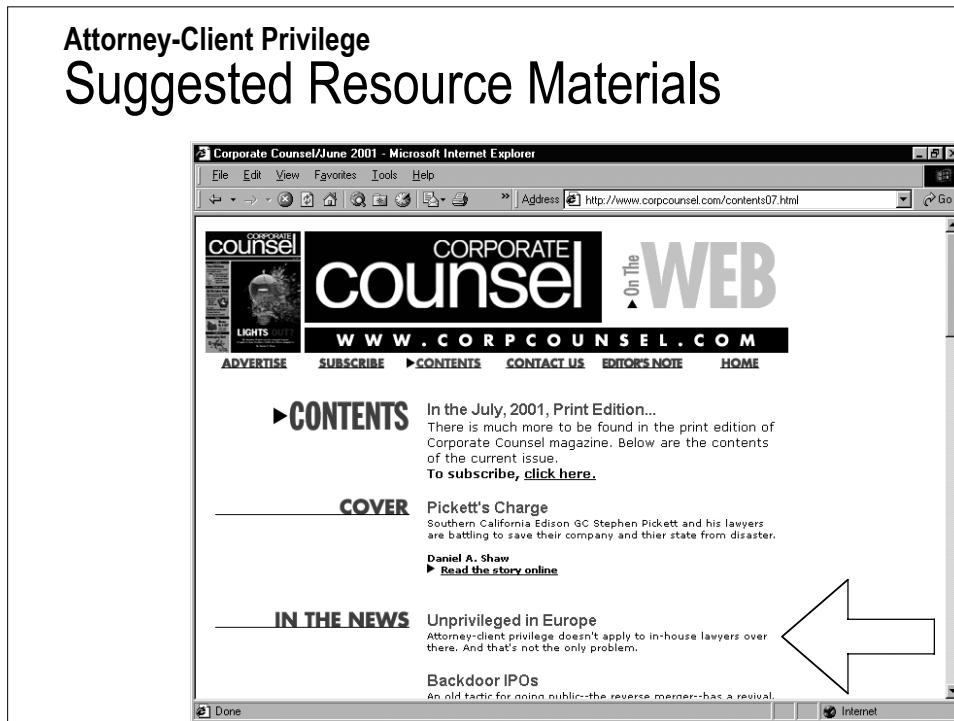 Attorney-Client Privilege
Suggested Resource Materials
Corporate Counsel/June 2001 - Microsoft Internet Explorer
File Edit View Favorites Tools Help
» Address http://www.corpcounsel.com/contents07.html Go
CORPORATE
counsel
LIGHTS OUT?
CORPORATE
counsel
On The
WEB
WWW.CORPCOUNSEL.COM
ADVERTISE SUBSCRIBE ►CONTENTS CONTACT US EDITOR'S NOTE HOME
►CONTENTS
In the July, 2001, Print Edition...
There is much more to be found in the print edition of
Corporate Counsel magazine. Below are the contents
of the current issue.
To subscribe, click here.
COVER
Pickett's Charge
Southern California Edison GC Stephen Pickett and his lawyers
are battling to save their company and thier state from disaster.
Daniel A. Shaw
► Read the story online
IN THE NEWS
Unprivileged in Europe
Attorney-client privilege doesn't apply to in-house lawyers over
there. And that's not the only problem.
Backdoor IPOs
An old tactic for going public--the reverse merger--has a revival.
Done Internet